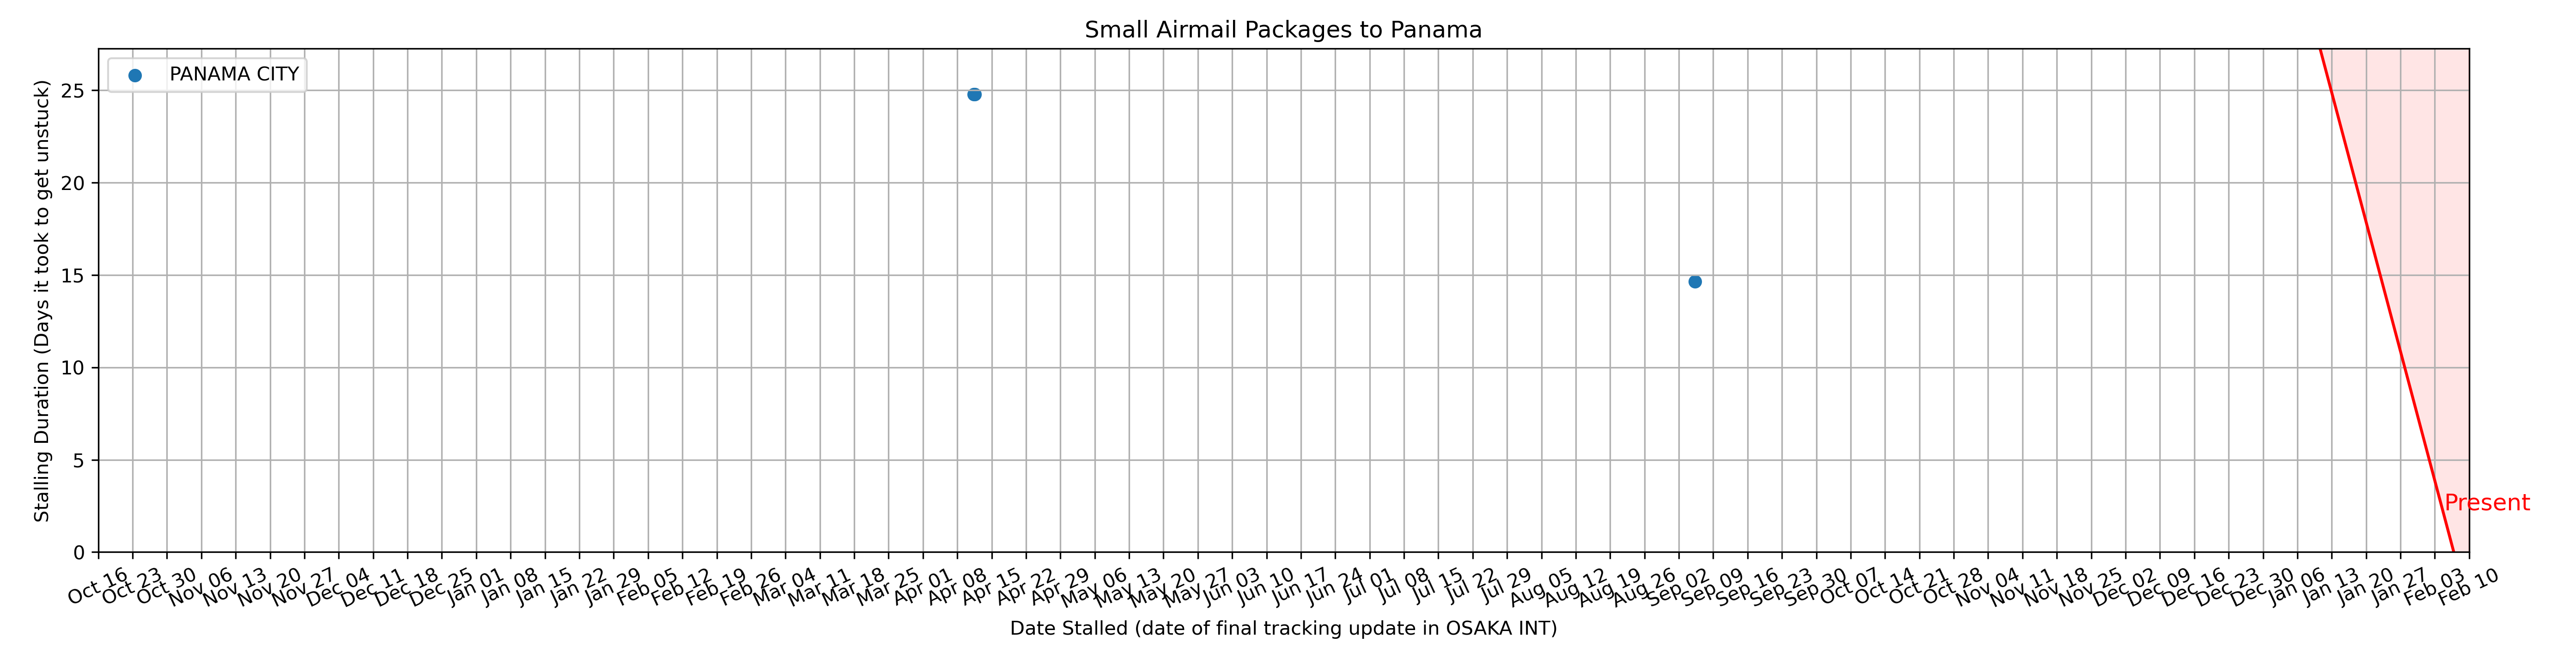 Small Airmail Packages to Panama
PANAMA CITY
Stalling Duration (Days it took to get unstuck)
25
20
15
10
5
0
Present
Oct 16 Oct 23 Oct 30 Nov 06 Nov 13 Nov 20 Nov 27 Dec 04 Dec 11 Dec 18 Dec 25 Jan 01 Jan 08 Jan 15 Jan 22 Jan 29 Feb 05 Feb 12 Feb 19 Feb 26 Mar 04 Mar 11 Mar 18 Mar 25 Apr 01 Apr 08 Apr 15 Apr 22 Apr 29 May 06 May 13 May 20 May 27 Jun 03 Jun 10 Jun 17 Jun 24 Jul 01 Jul 08 Jul 15 Jul 22 Jul 29 Aug 05 Aug 12 Aug 19 Aug 26 Sep 02 Sep 09 Sep 16 Sep 23 Sep 30 Oct 07 Oct 14 Oct 21 Oct 28 Nov 04 Nov 11 Nov 18 Nov 25 Dec 02 Dec 09 Dec 16 Dec 23 Dec 30 Jan 06 Jan 13 Jan 20 Jan 27 Feb 03 Feb 10
Date Stalled (date of final tracking update in OSAKA INT)